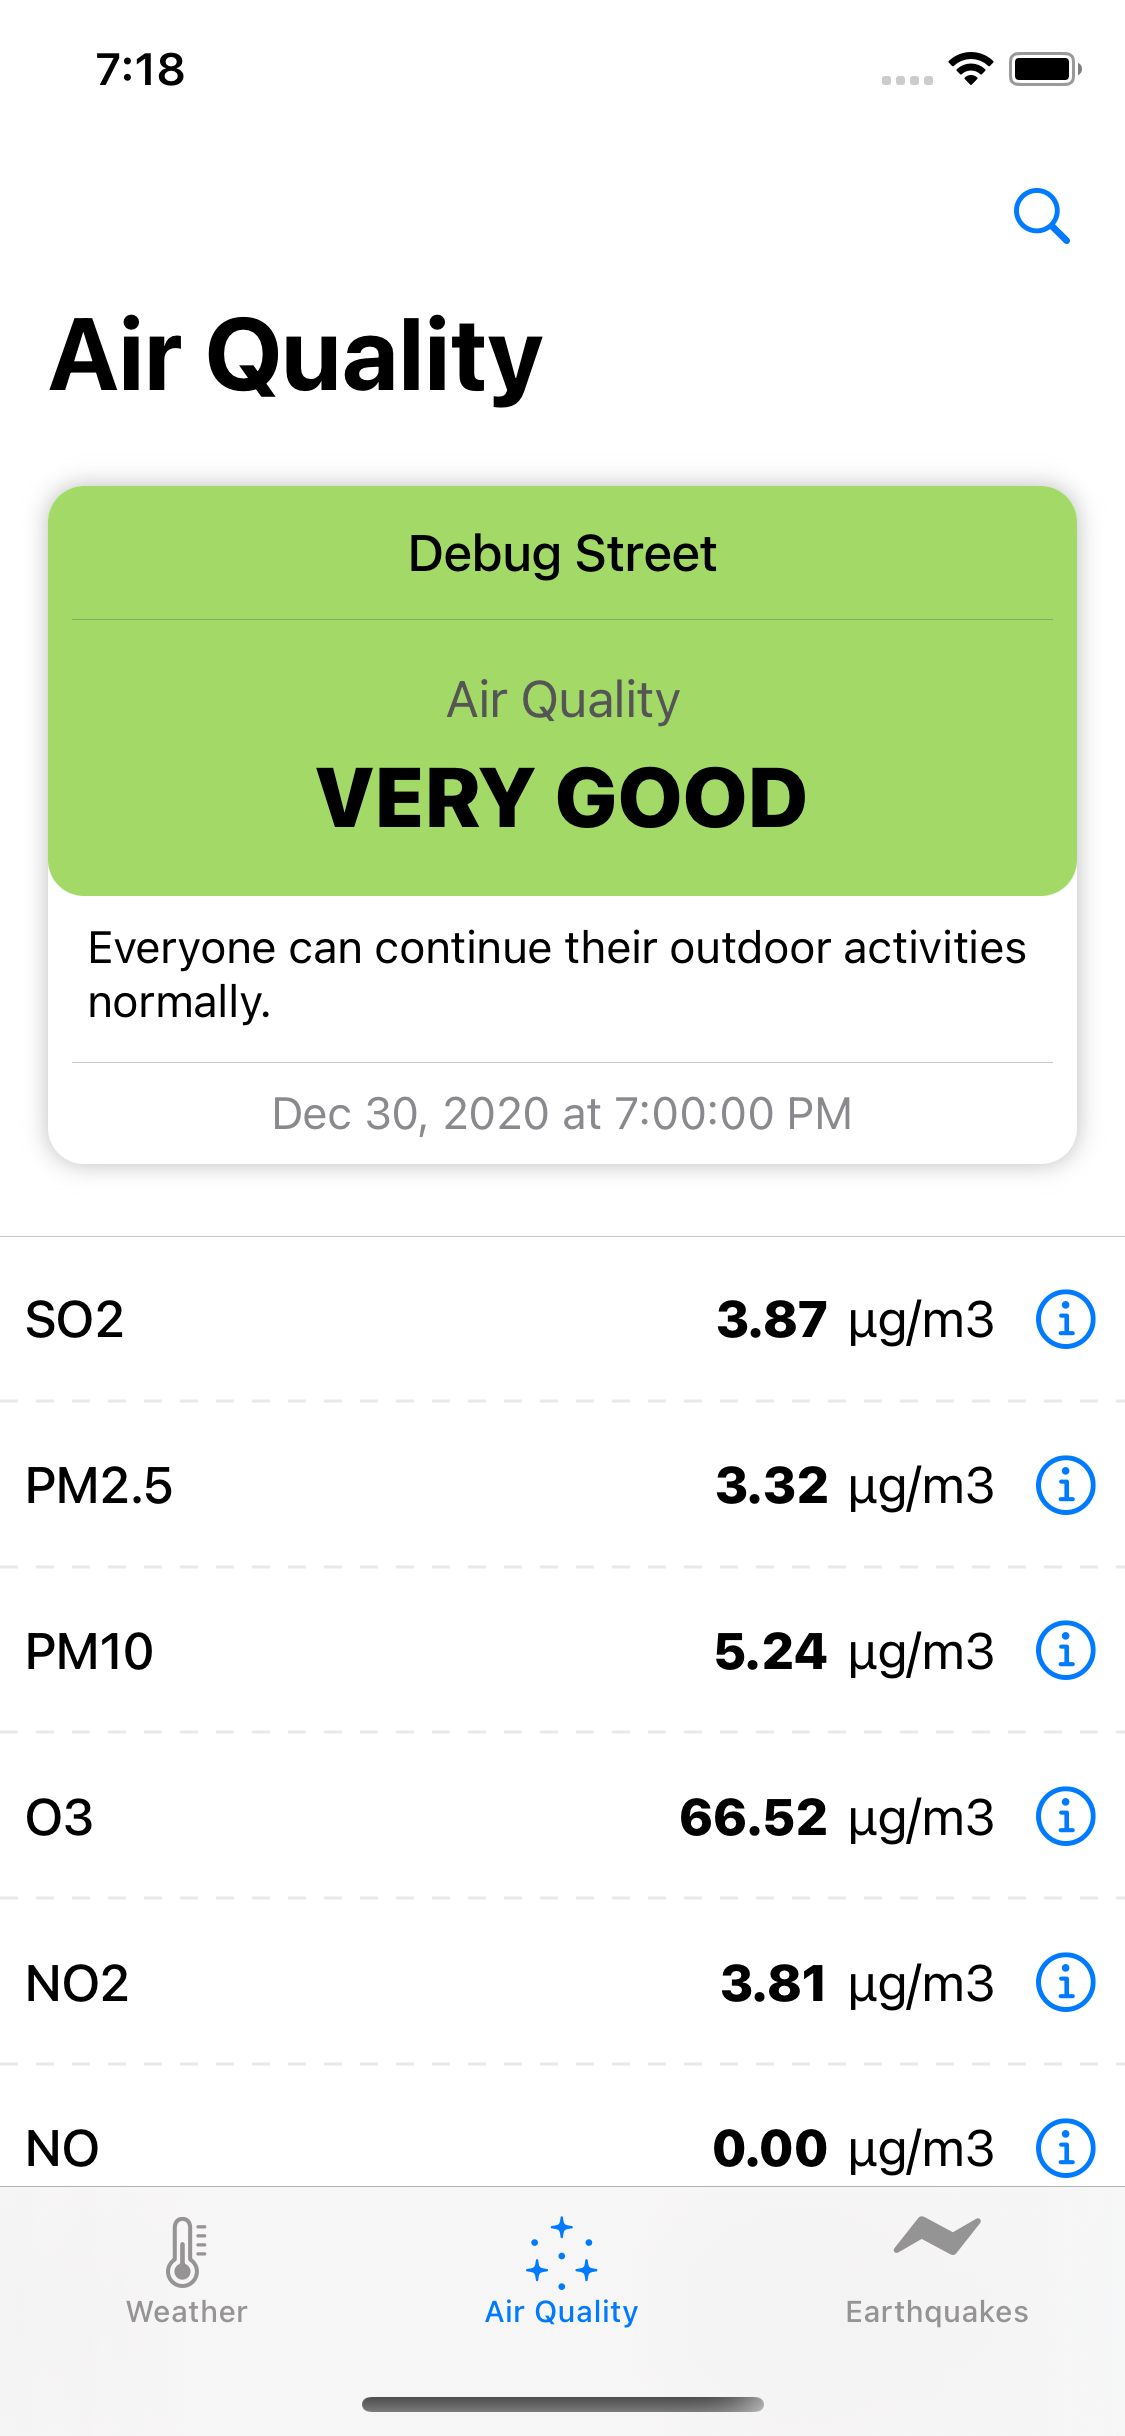 7:18
Air Quality
Debug Street
Air Quality
VERY GOOD
Everyone can continue their outdoor activities
normally.
Dec 30, 2020 at 7:00:00 PM
SO2 3.87 µg/m3
PM2.5 3.32 µg/m3
PM10 5.24 µg/m3
O3 66.52 µg/m3
NO2 3.81 µg/m3
NO 0.00 µg/m3
Weather Air Quality Earthquakes